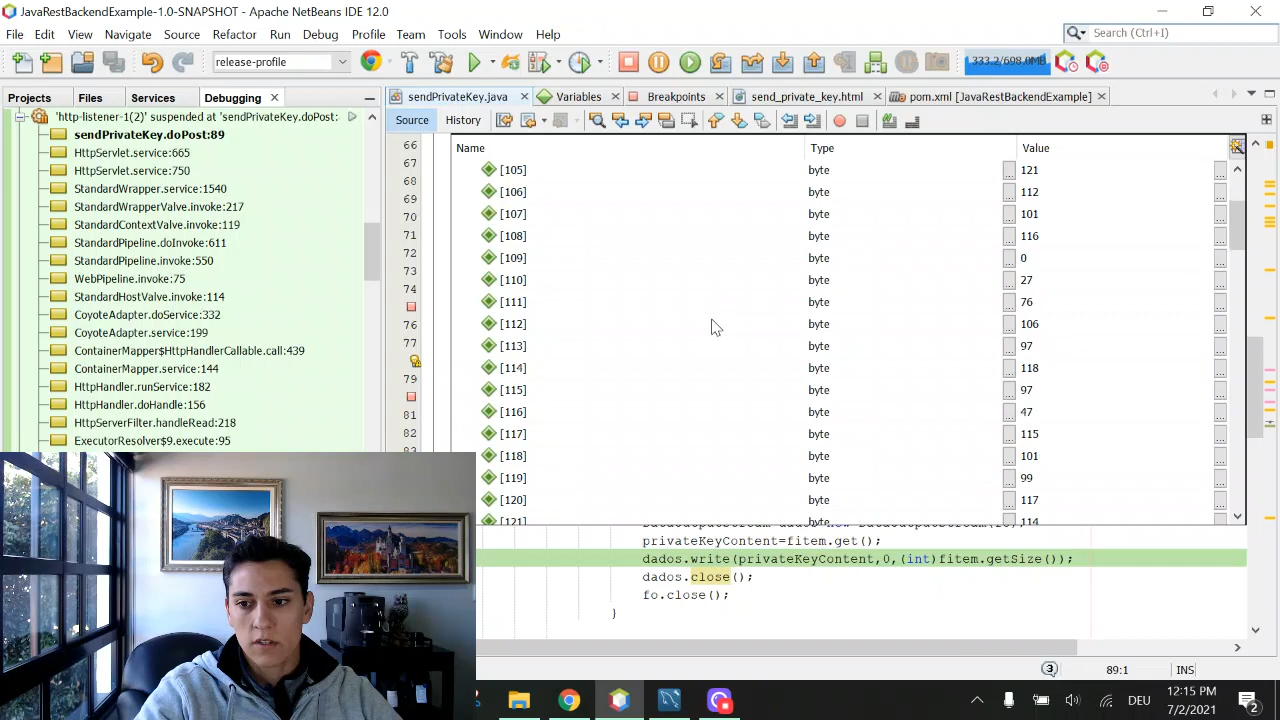 JavaRestBackendExample-1.0-SNAPSHOT - Apache NetBeans IDE 12.0
File Edit View Navigate Source Refactor Run Debug Profile Team Tools Window Help
Search (Ctrl+I)
release-profile
333.2/698.0MB
Projects Files Services Debugging
sendPrivateKey.java Variables Breakpoints send_private_key.html pom.xml [JavaRestBackendExample]
'http-listener-1(2)' suspended at 'sendPrivateKey.doPost:
sendPrivateKey.doPost:89
HttpServlet.service:665
HttpServlet.service:750
StandardWrapper.service:1540
StandardWrapperValve.invoke:217
StandardContextValve.invoke:119
StandardPipeline.doInvoke:611
StandardPipeline.invoke:550
WebPipeline.invoke:75
StandardHostValve.invoke:114
CoyoteAdapter.doService:332
CoyoteAdapter.service:199
ContainerMapper$HttpHandlerCallable.call:439
ContainerMapper.service:144
HttpHandler.runService:182
HttpHandler.doHandle:156
HttpServerFilter.handleRead:218
ExecutorResolver$9.execute:95
Source History
66
67
68
69
70
71
72
73
74
76
77
79
81
82
Name Type Value
[105] byte 121
[106] byte 112
[107] byte 101
[108] byte 116
[109] byte 0
[110] byte 27
[111] byte 76
[112] byte 106
[113] byte 97
[114] byte 118
[115] byte 97
[116] byte 47
[117] byte 115
[118] byte 101
[119] byte 99
[120] byte 117
[121] byte 114
privateKeyContent=fitem.get();
dados.write(privateKeyContent,0,(int)fitem.getSize());
dados.close();
fo.close();
}
3 89:1 INS
DEU
12:15 PM
7/2/2021
2